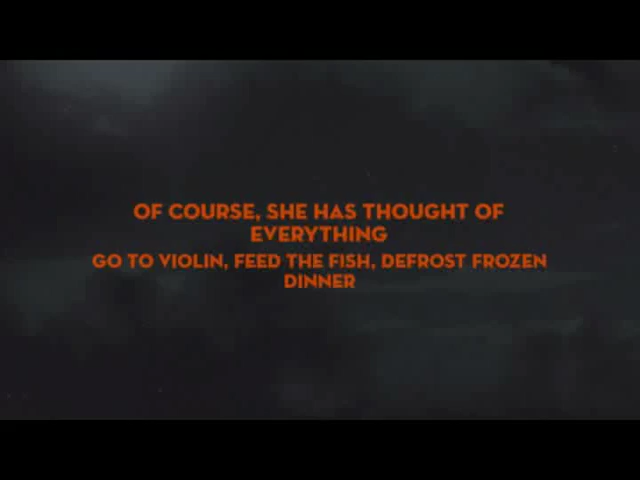 OF COURSE, SHE HAS THOUGHT OF
EVERYTHING
GO TO VIOLIN, FEED THE FISH, DEFROST FROZEN
DINNER